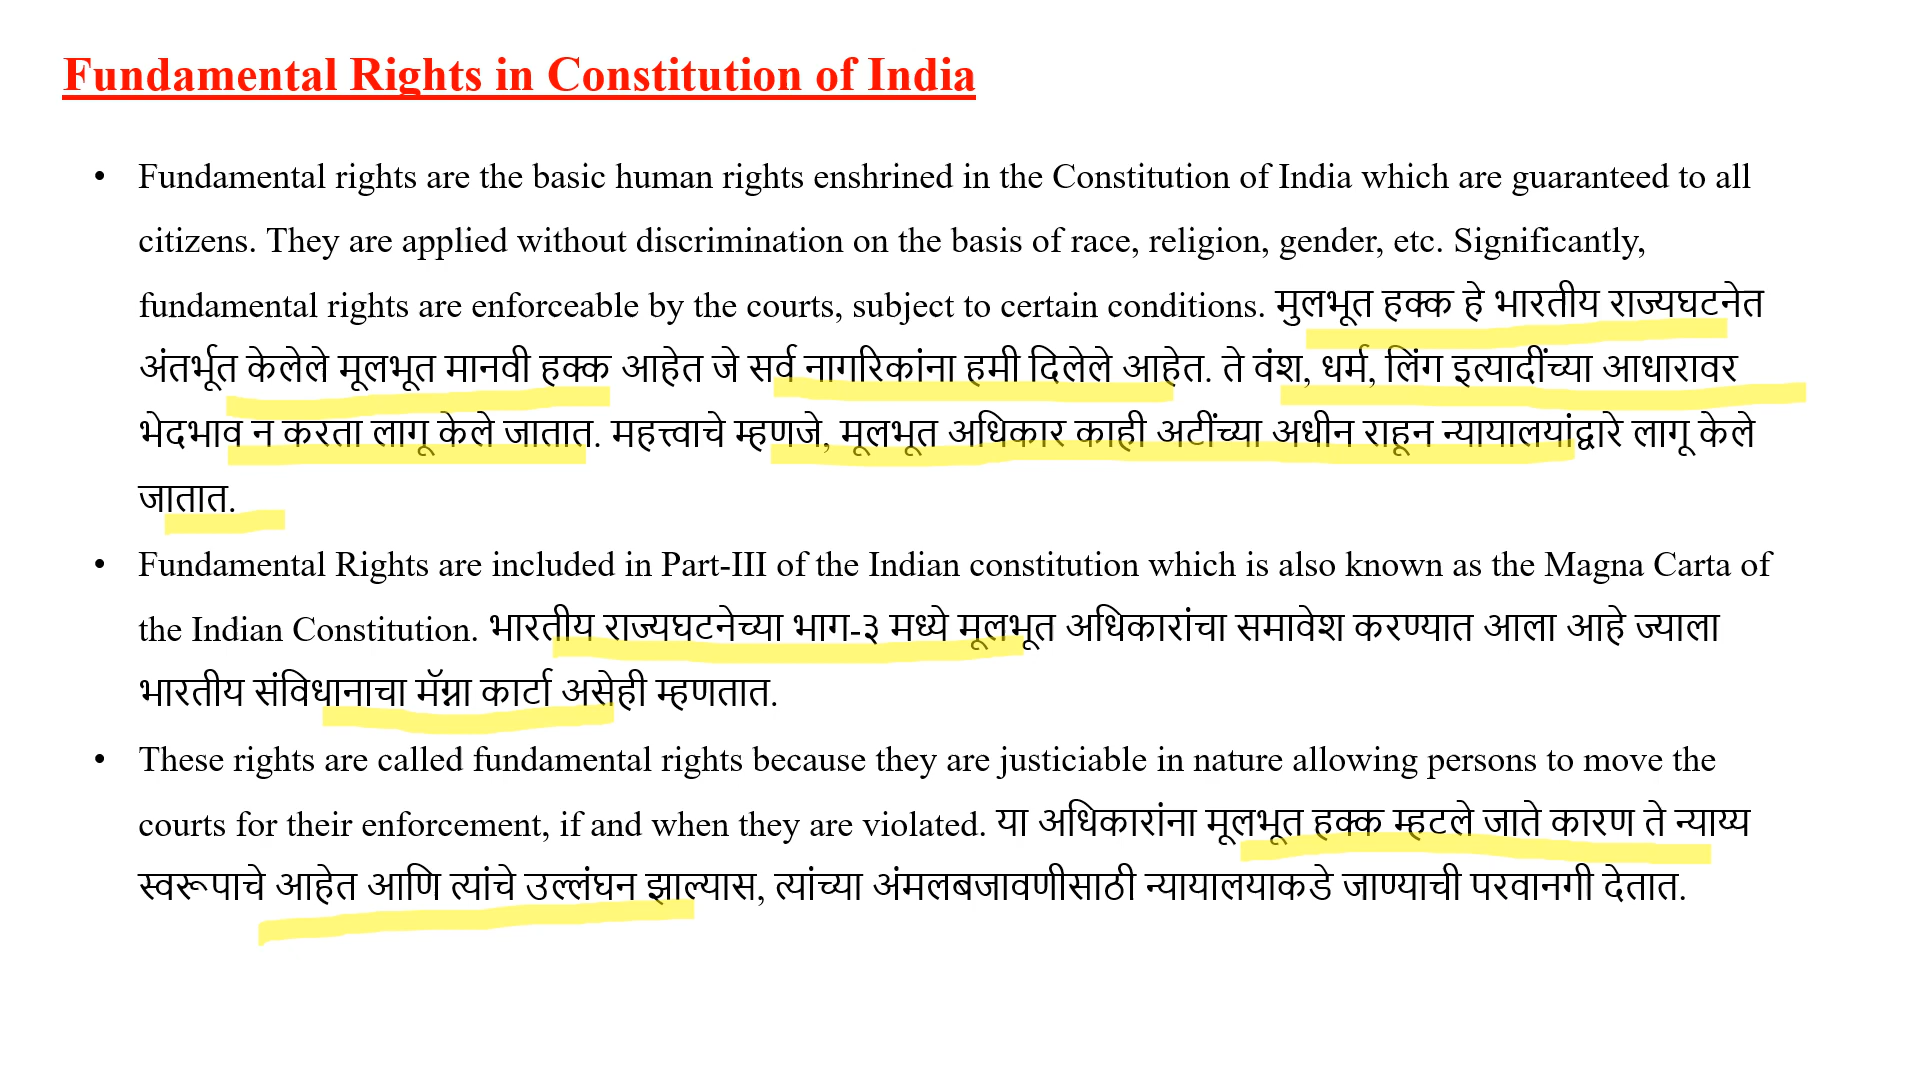 Fundamental Rights in Constitution of India
• Fundamental rights are the basic human rights enshrined in the Constitution of India which are guaranteed to all
citizens. They are applied without discrimination on the basis of race, religion, gender, etc. Significantly,
fundamental rights are enforceable by the courts, subject to certain conditions. मुलभूत हक्क हे भारतीय राज्यघटनेत
अंतर्भूत केलेले मूलभूत मानवी हक्क आहेत जे सर्व नागरिकांना हमी दिलेले आहेत. ते वंश, धर्म, लिंग इत्यादींच्या आधारावर
भेदभाव न करता लागू केले जातात. महत्त्वाचे म्हणजे, मूलभूत अधिकार काही अटींच्या अधीन राहून न्यायालयांद्वारे लागू केले
जातात.
• Fundamental Rights are included in Part-III of the Indian constitution which is also known as the Magna Carta of
the Indian Constitution. भारतीय राज्यघटनेच्या भाग-३ मध्ये मूलभूत अधिकारांचा समावेश करण्यात आला आहे ज्याला
भारतीय संविधानाचा मॅग्ना कार्टा असेही म्हणतात.
• These rights are called fundamental rights because they are justiciable in nature allowing persons to move the
courts for their enforcement, if and when they are violated. या अधिकारांना मूलभूत हक्क म्हटले जाते कारण ते न्याय्य
स्वरूपाचे आहेत आणि त्यांचे उल्लंघन झाल्यास, त्यांच्या अंमलबजावणीसाठी न्यायालयाकडे जाण्याची परवानगी देतात.